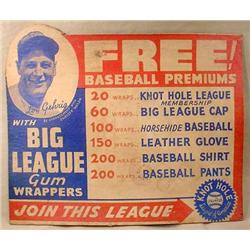 FREE!
BASEBALL PREMIUMS
Lou Gehrig
WITH
BIG
LEAGUE
Gum
WRAPPERS
20 WRAPS... KNOT HOLE LEAGUE
MEMBERSHIP
60 WRAPS... BIG LEAGUE CAP
100 WRAPS... HORSEHIDE BASEBALL
150 WRAPS... LEATHER GLOVE
200 WRAPS... BASEBALL SHIRT
200 WRAPS... BASEBALL PANTS
JOIN THIS LEAGUE
KNOT HOLE